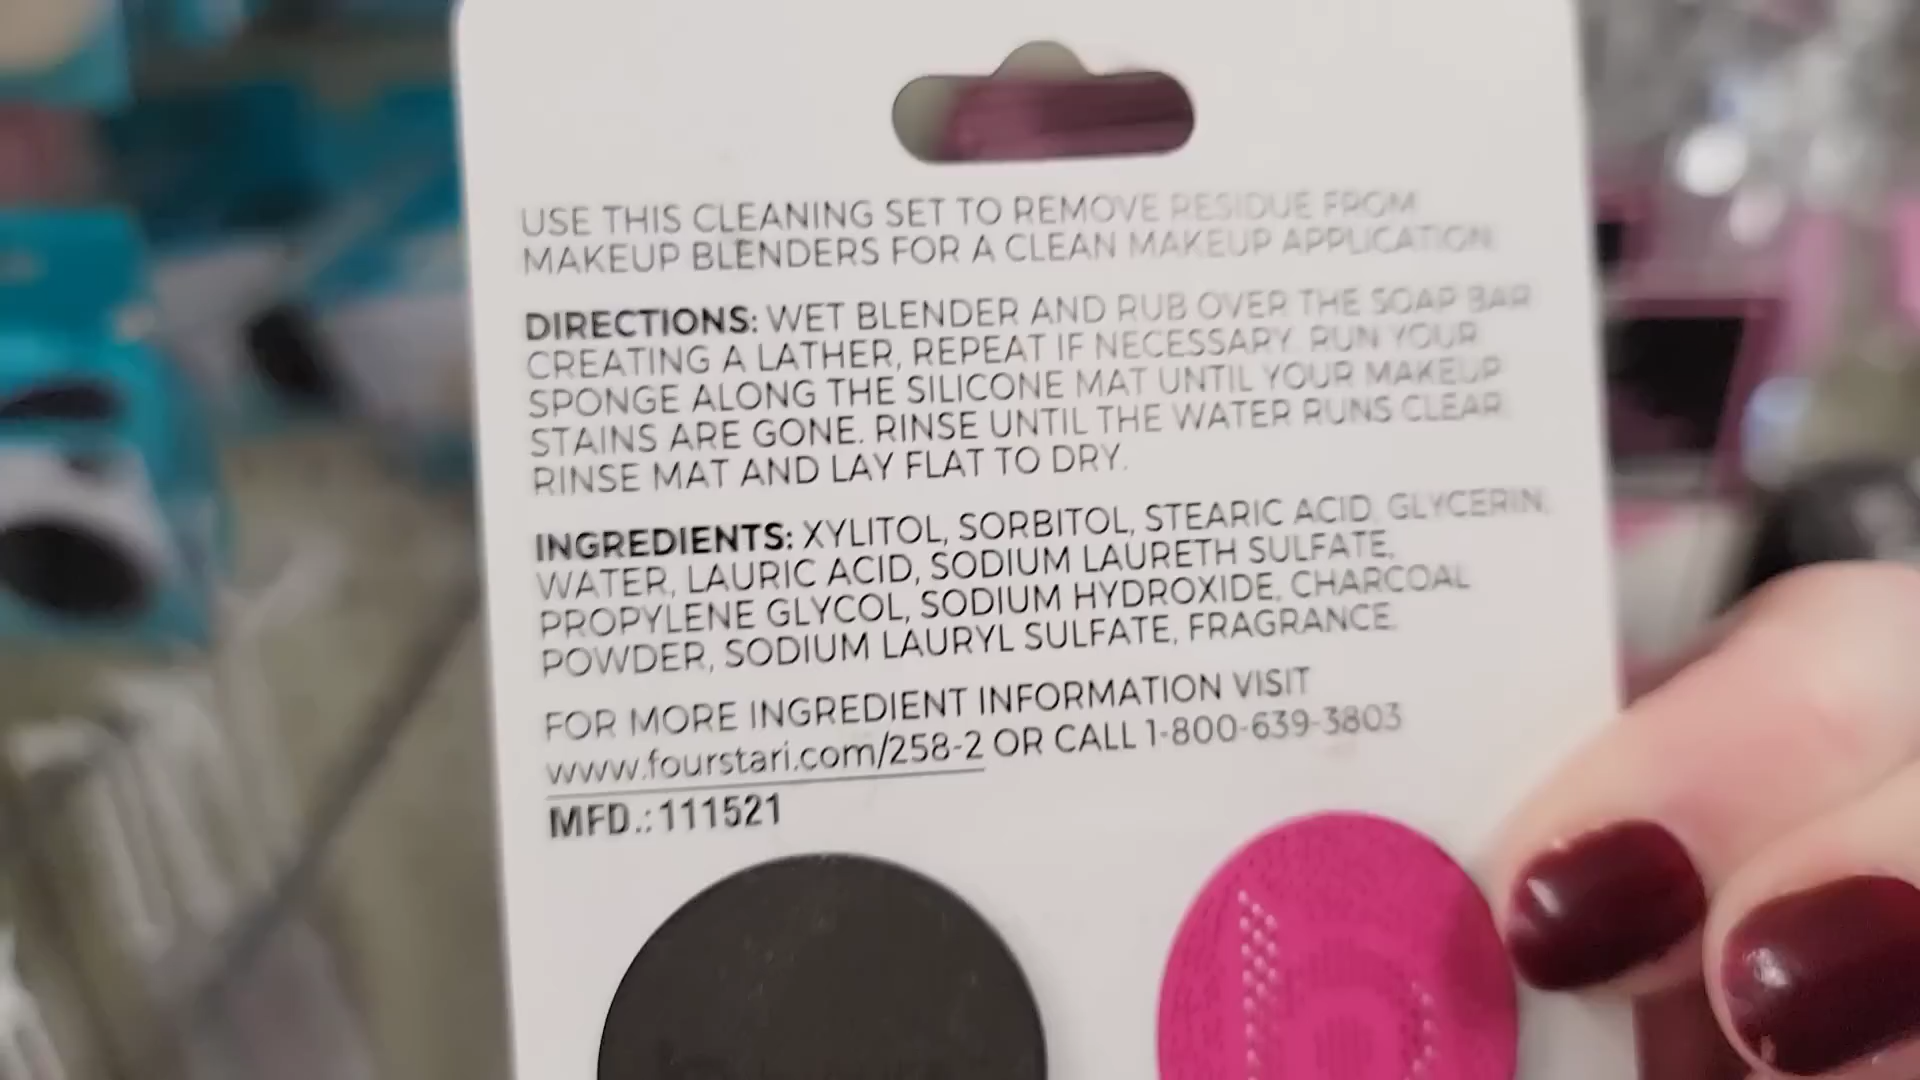 USE THIS CLEANING SET TO REMOVE RESIDUE FROM
MAKEUP BLENDERS FOR A CLEAN MAKEUP APPLICATION.
DIRECTIONS: WET BLENDER AND RUB OVER THE SOAP BAR
CREATING A LATHER, REPEAT IF NECESSARY. RUN YOUR
SPONGE ALONG THE SILICONE MAT UNTIL YOUR MAKEUP
STAINS ARE GONE. RINSE UNTIL THE WATER RUNS CLEAR.
RINSE MAT AND LAY FLAT TO DRY.
INGREDIENTS: XYLITOL, SORBITOL, STEARIC ACID, GLYCERIN,
WATER, LAURIC ACID, SODIUM LAURETH SULFATE,
PROPYLENE GLYCOL, SODIUM HYDROXIDE, CHARCOAL
POWDER, SODIUM LAURYL SULFATE, FRAGRANCE.
FOR MORE INGREDIENT INFORMATION VISIT
www.fourstari.com/258-2 OR CALL 1-800-639-3803
MFD.:111521